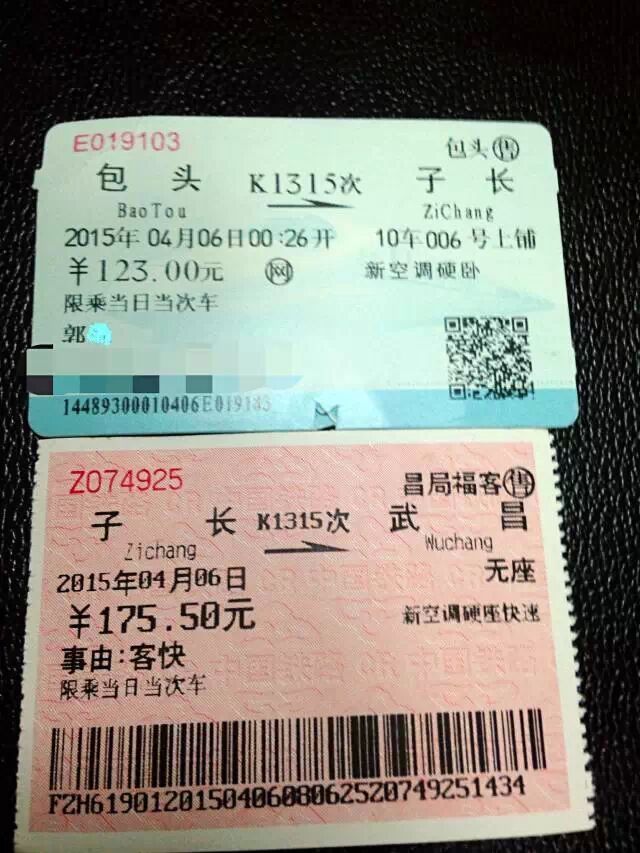 E019103
包头售
包头 K1315次 子长
BaoTou ZiChang
2015年04月06日00:26开 10车006号上铺
￥123.00元 网 新空调硬卧
限乘当日当次车
郭
14489300010406E019183
Z074925
昌局福客售
子长 K1315次 武昌
Zichang Wuchang
2015年04月06日 无座
￥175.50元 新空调硬座快速
事由:客快
限乘当日当次车
FZH6190120150406080625Z0749251434